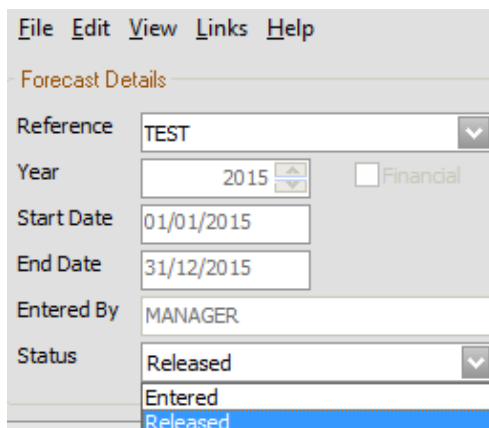 File Edit View Links Help
Forecast Details
Reference TEST
Year 2015 Financial
Start Date 01/01/2015
End Date 31/12/2015
Entered By MANAGER
Status Released
Entered
Released